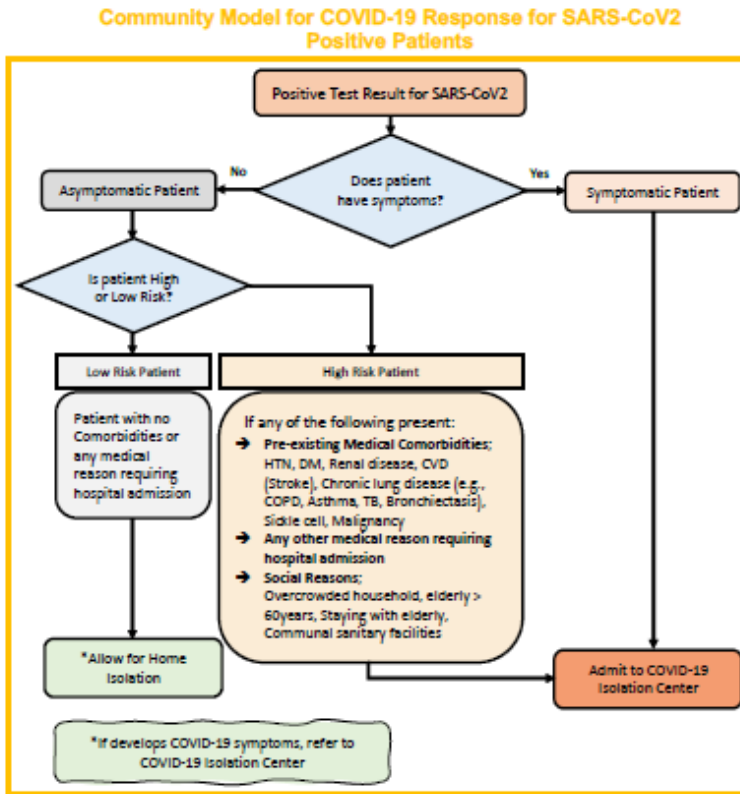 Community Model for COVID-19 Response for SARS-CoV2
Positive Patients
Positive Test Result for SARS-CoV2
Does patient
have symptoms?
No
Yes
Asymptomatic Patient
Symptomatic Patient
Is patient High
or Low Risk?
Low Risk Patient
High Risk Patient
Patient with no
Comorbidities or
any medical
reason requiring
hospital admission
If any of the following present:
➔ Pre-existing Medical Comorbidities;
HTN, DM, Renal disease, CVD
(Stroke), Chronic lung disease (e.g.,
COPD, Asthma, TB, Bronchiectasis),
Sickle cell, Malignancy
➔ Any other medical reason requiring
hospital admission
➔ Social Reasons;
Overcrowded household, elderly >
60years, Staying with elderly,
Communal sanitary facilities
*Allow for Home
Isolation
Admit to COVID-19
Isolation Center
*If develops COVID-19 symptoms, refer to
COVID-19 Isolation Center